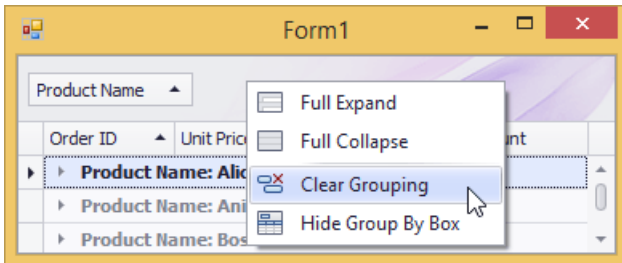 Form1
Product Name
Full Expand
Order ID Unit Pric
Full Collapse
Product Name: Alic
Clear Grouping
Product Name: Ani
Hide Group By Box
Product Name: Bos